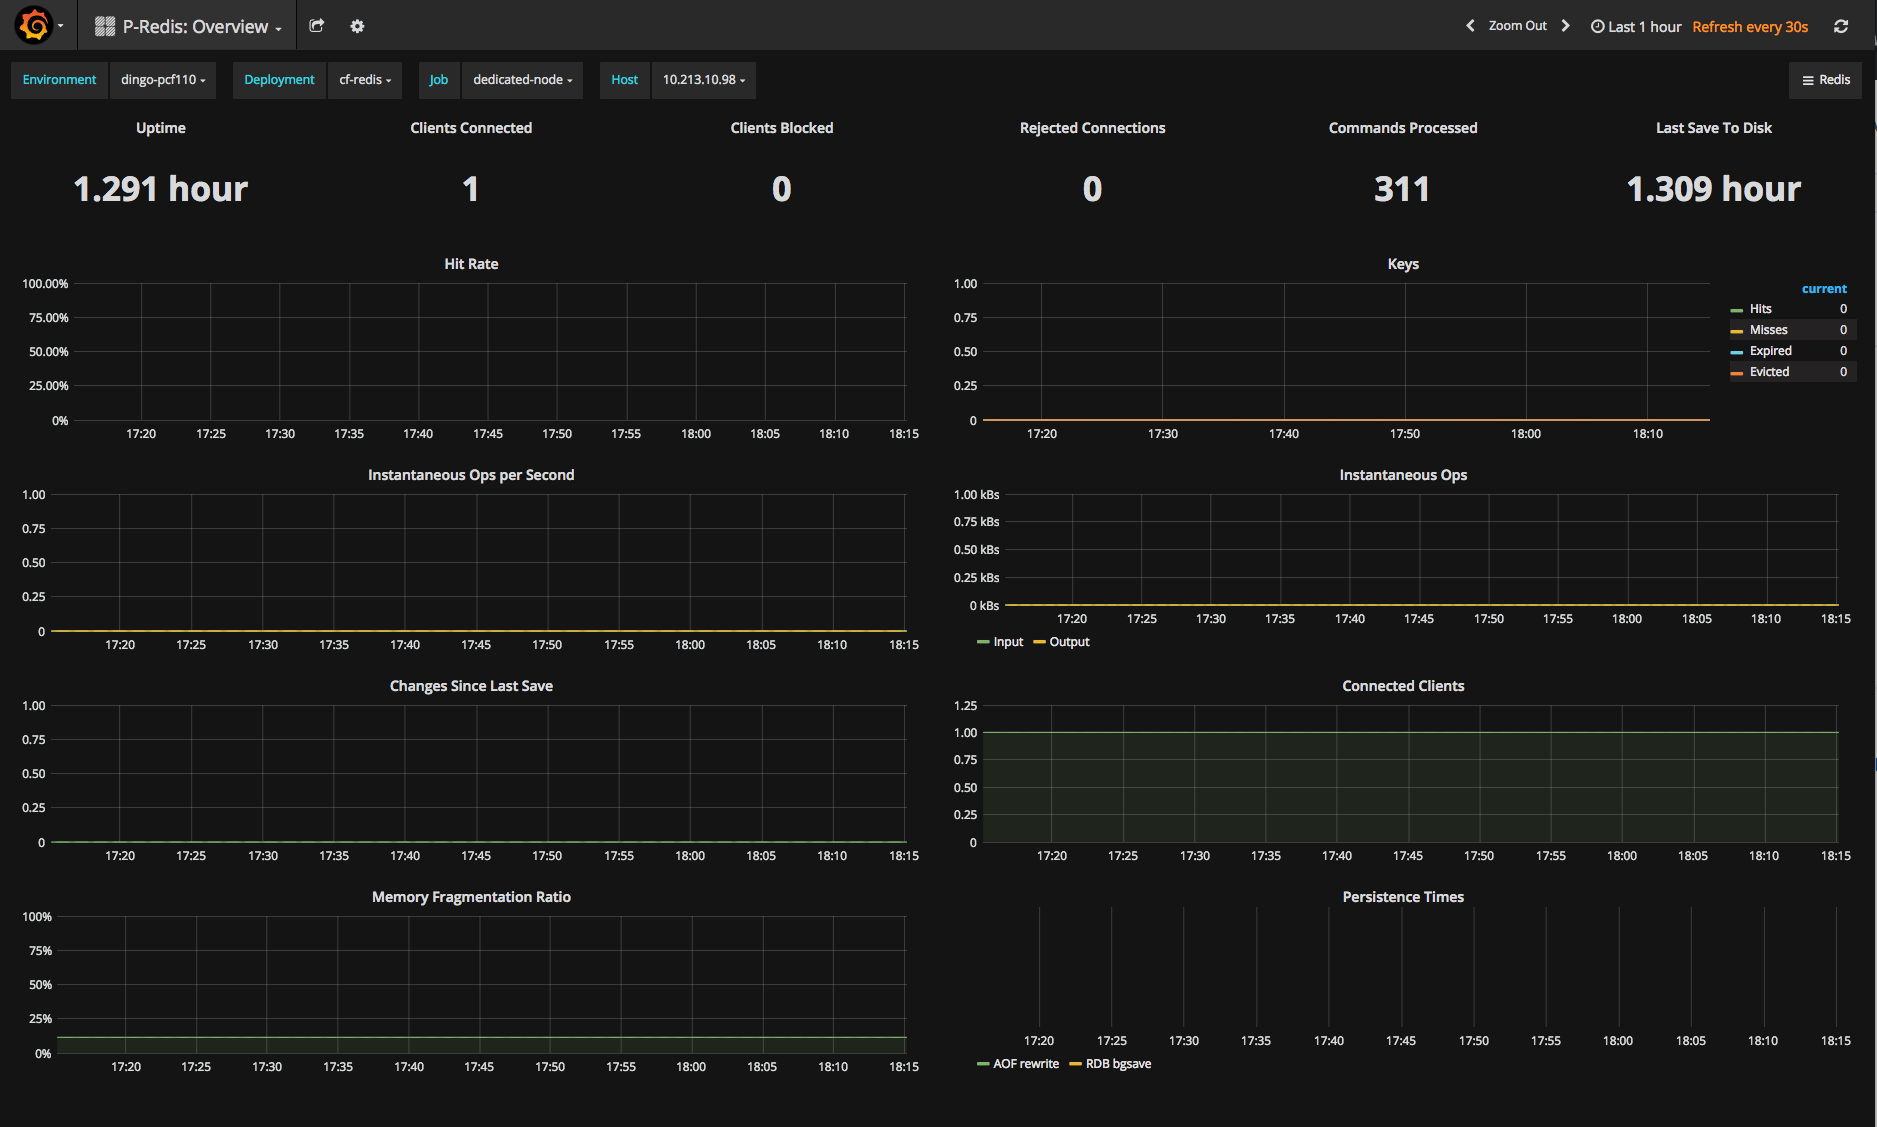 P-Redis: Overview
Zoom Out
Last 1 hour
Refresh every 30s
Environment
dingo-pcf110
Deployment
cf-redis
Job
dedicated-node
Host
10.213.10.98
Redis
Uptime
1.291 hour
Clients Connected
1
Clients Blocked
0
Rejected Connections
0
Commands Processed
311
Last Save To Disk
1.309 hour
Hit Rate
100.00%
75.00%
50.00%
25.00%
0%
17:20 17:25 17:30 17:35 17:40 17:45 17:50 17:55 18:00 18:05 18:10 18:15
Keys
1.00
0.75
0.50
0.25
0
17:20 17:30 17:40 17:50 18:00 18:10
current
Hits 0
Misses 0
Expired 0
Evicted 0
Instantaneous Ops per Second
1.00
0.75
0.50
0.25
0
17:20 17:25 17:30 17:35 17:40 17:45 17:50 17:55 18:00 18:05 18:10 18:15
Instantaneous Ops
1.00 kBs
0.75 kBs
0.50 kBs
0.25 kBs
0 kBs
17:20 17:25 17:30 17:35 17:40 17:45 17:50 17:55 18:00 18:05 18:10 18:15
Input Output
Changes Since Last Save
1.00
0.75
0.50
0.25
0
17:20 17:25 17:30 17:35 17:40 17:45 17:50 17:55 18:00 18:05 18:10 18:15
Connected Clients
1.25
1.00
0.75
0.50
0.25
0
17:20 17:25 17:30 17:35 17:40 17:45 17:50 17:55 18:00 18:05 18:10 18:15
Memory Fragmentation Ratio
100%
75%
50%
25%
0%
17:20 17:25 17:30 17:35 17:40 17:45 17:50 17:55 18:00 18:05 18:10 18:15
Persistence Times
17:20 17:25 17:30 17:35 17:40 17:45 17:50 17:55 18:00 18:05 18:10 18:15
AOF rewrite RDB bgsave